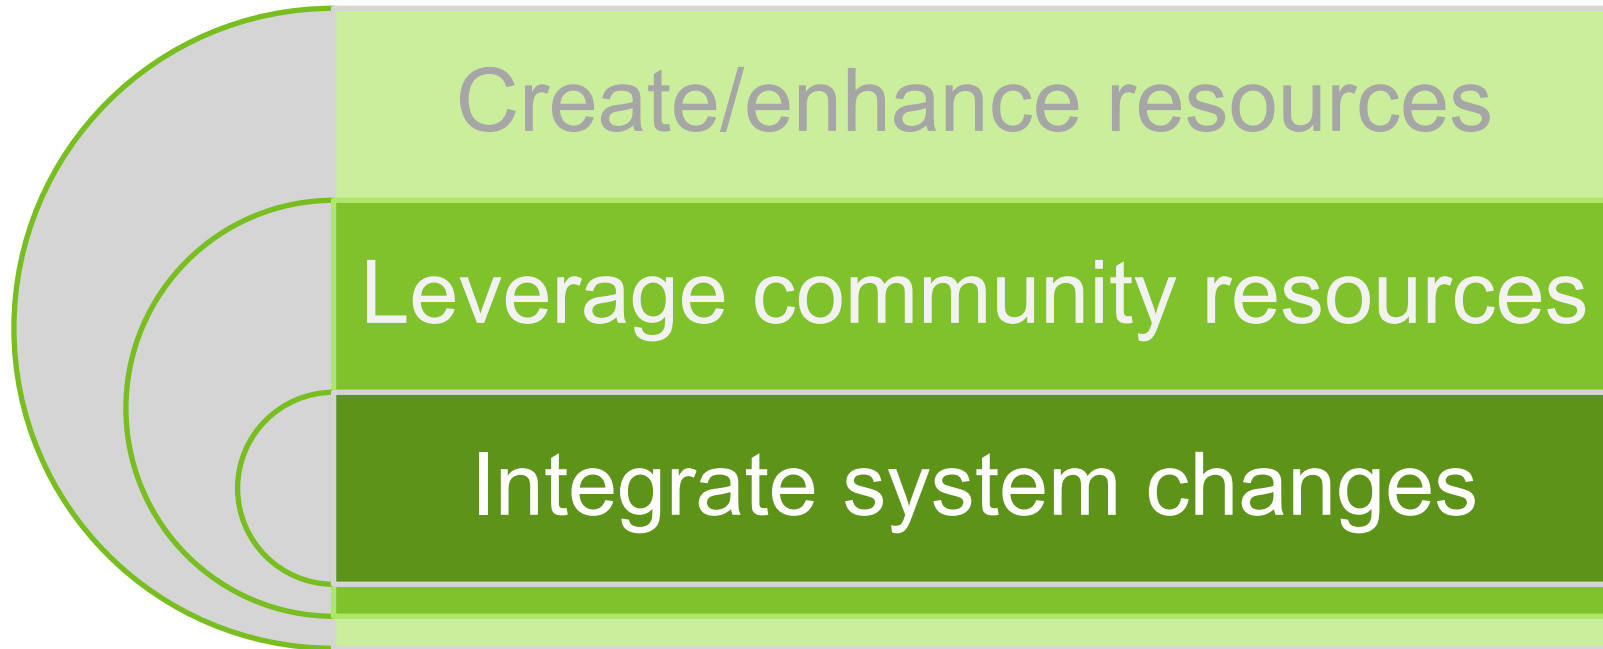 Create/enhance resources
Leverage community resources
Integrate system changes